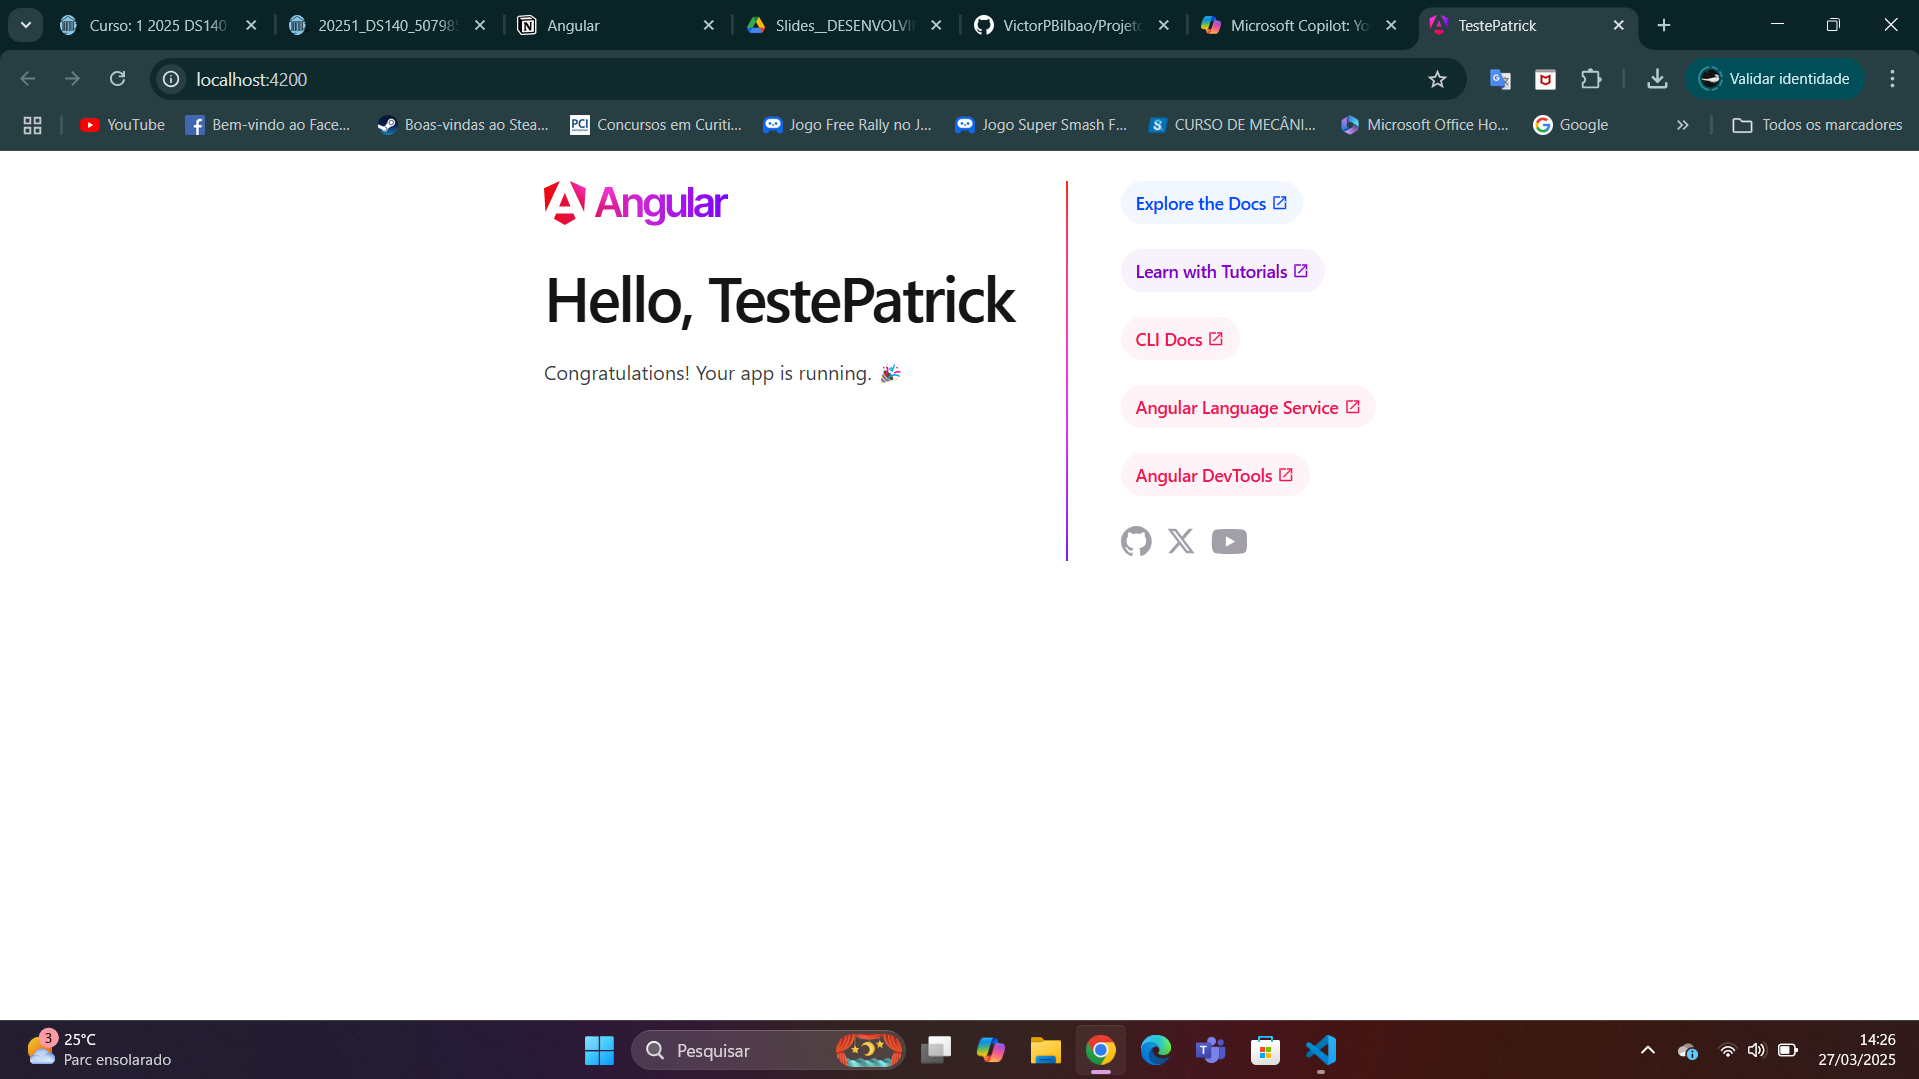 Curso: 1 2025 DS140
20251_DS140_50798
Angular
Slides__DESENVOLVI
VictorPBilbao/Projeto
Microsoft Copilot: Yo
TestePatrick
localhost:4200
Validar identidade
YouTube
Bem-vindo ao Face...
Boas-vindas ao Stea...
PCI
Concursos em Curiti...
Jogo Free Rally no J...
Jogo Super Smash F...
CURSO DE MECÂNI...
Microsoft Office Ho...
Google
Todos os marcadores
Angular
Hello, TestePatrick
Congratulations! Your app is running. 🎉
Explore the Docs
Learn with Tutorials
CLI Docs
Angular Language Service
Angular DevTools
3
25°C
Parc ensolarado
Pesquisar
14:26
27/03/2025